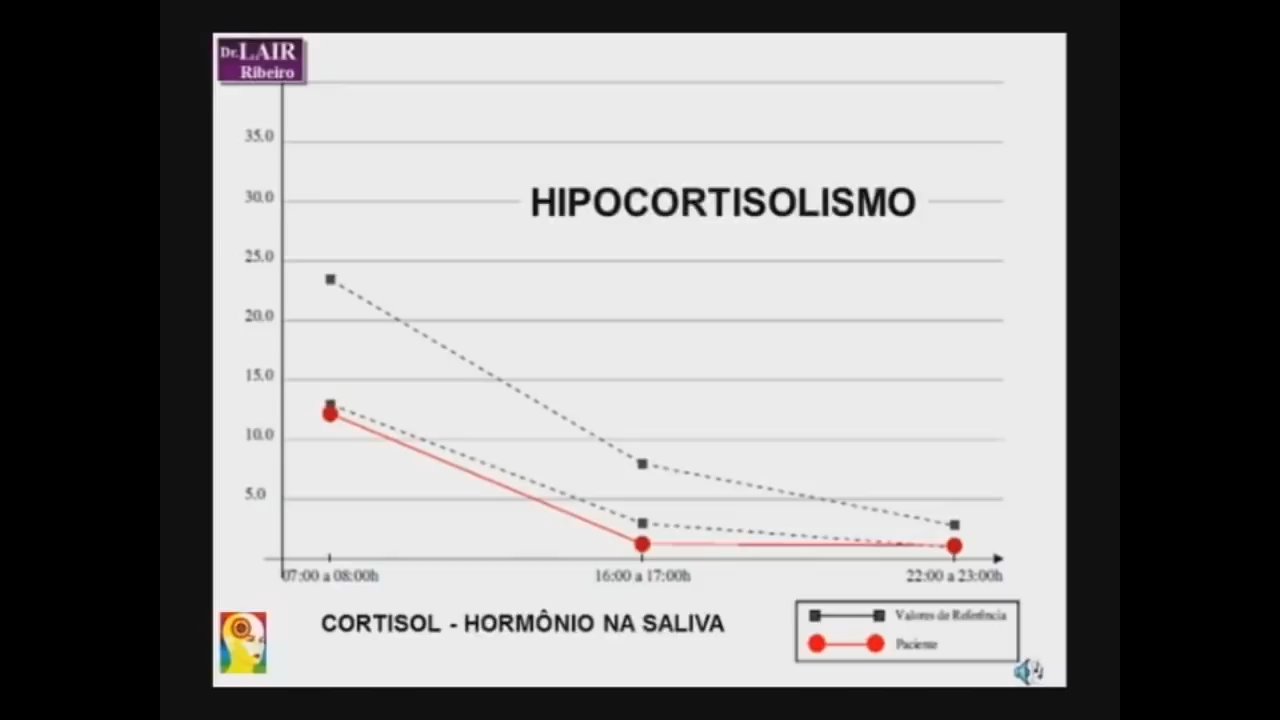 Dr. LAIR
Ribeiro
35.0
30.0
HIPOCORTISOLISMO
25.0
20.0
15.0
10.0
5.0
07:00 a 08:00h
16:00 a 17:00h
22:00 a 23:00h
CORTISOL - HORMÔNIO NA SALIVA
Valores de Referência
Paciente